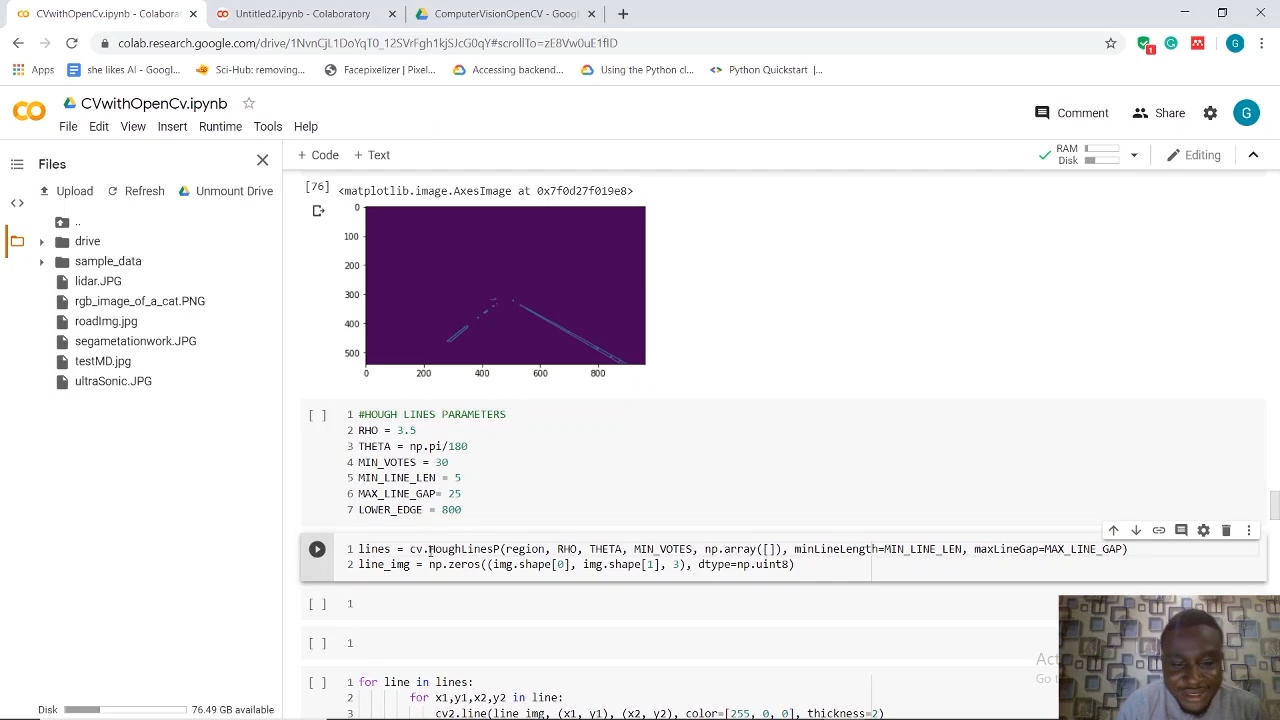 CVwithOpenCv.ipynb - Colaborat
Untitled2.ipynb - Colaboratory
ComputerVisionOpenCV - Goog
colab.research.google.com/drive/1NvnCjL1DoYqT0_12SVrFgh1kjSJcG0qY#scrollTo=zE8Vw0uE1fID
1
G
Apps
she likes AI - Googl...
Sci-Hub: removing...
Facepixelizer | Pixel...
Accessing backend...
Using the Python cl...
Python Quickstart |...
CVwithOpenCv.ipynb
File Edit View Insert Runtime Tools Help
Comment
Share
G
Files
+ Code + Text
RAM
Disk
Editing
Upload Refresh Unmount Drive
..
drive
sample_data
lidar.JPG
rgb_image_of_a_cat.PNG
roadImg.jpg
segametationwork.JPG
testMD.jpg
ultraSonic.JPG
Disk
76.49 GB available
[76] <matplotlib.image.AxesImage at 0x7f0d27f019e8>
0
100
200
300
400
500
0 200 400 600 800
[ ] 1 #HOUGH LINES PARAMETERS
2 RHO = 3.5
3 THETA = np.pi/180
4 MIN_VOTES = 30
5 MIN_LINE_LEN = 5
6 MAX_LINE_GAP= 25
7 LOWER_EDGE = 800
1 lines = cv.HoughLinesP(region, RHO, THETA, MIN_VOTES, np.array([]), minLineLength=MIN_LINE_LEN, maxLineGap=MAX_LINE_GAP)
2 line_img = np.zeros((img.shape[0], img.shape[1], 3), dtype=np.uint8)
[ ] 1
[ ] 1
[ ] 1 for line in lines:
2 for x1,y1,x2,y2 in line:
3 cv2.line(line_img, (x1, y1), (x2, y2), color=[255, 0, 0], thickness=2)